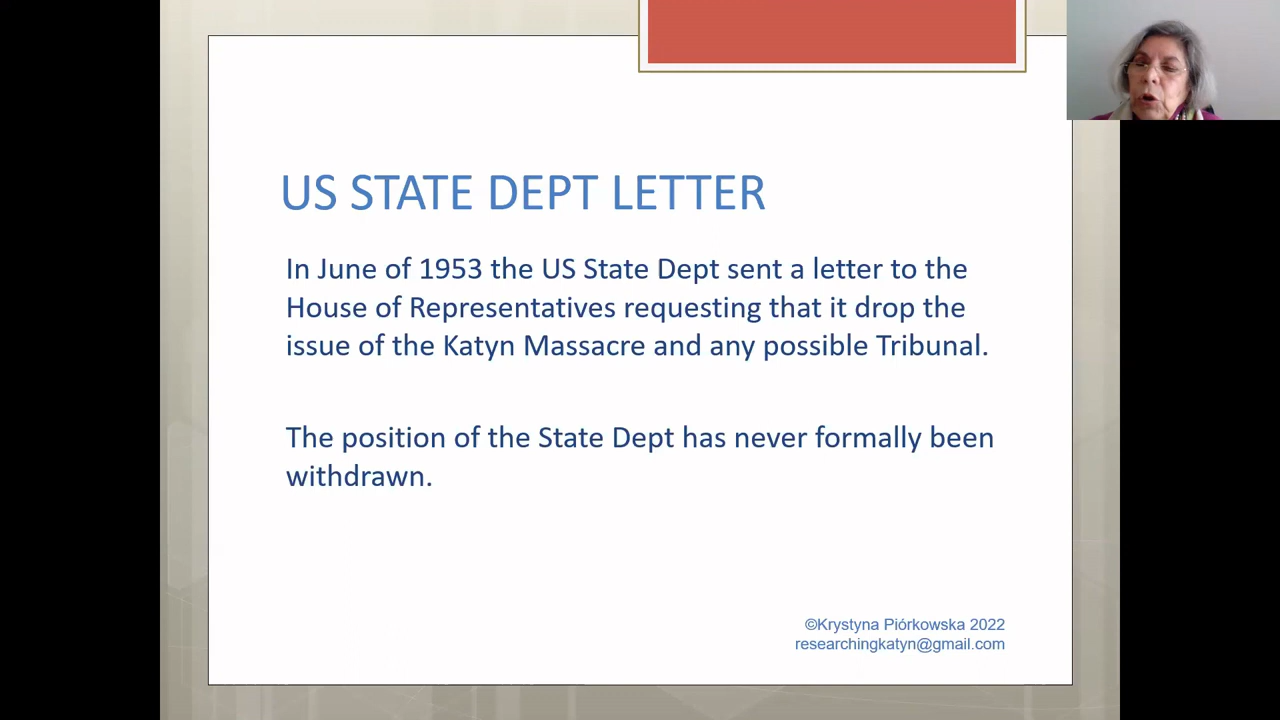 US STATE DEPT LETTER
In June of 1953 the US State Dept sent a letter to the
House of Representatives requesting that it drop the
issue of the Katyn Massacre and any possible Tribunal.
The position of the State Dept has never formally been
withdrawn.
©Krystyna Piórkowska 2022
researchingkatyn@gmail.com